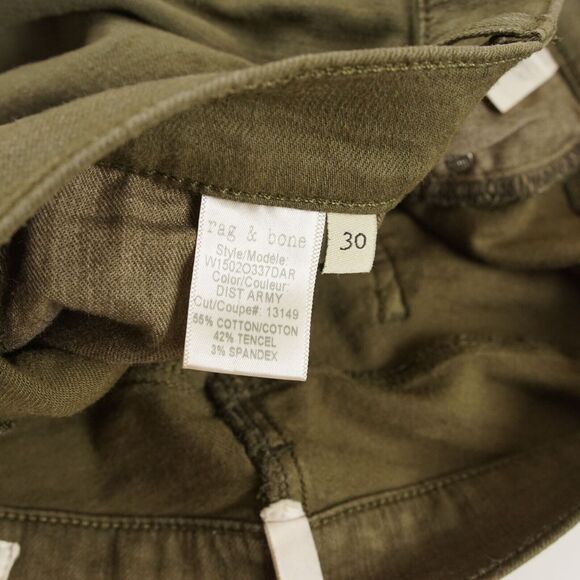 rag & bone
30
Style/Modèle:
W1502O337DAR
Color/Couleur:
DIST ARMY
Cut/Coupe#: 13149
55% COTTON/COTON
42% TENCEL
3% SPANDEX